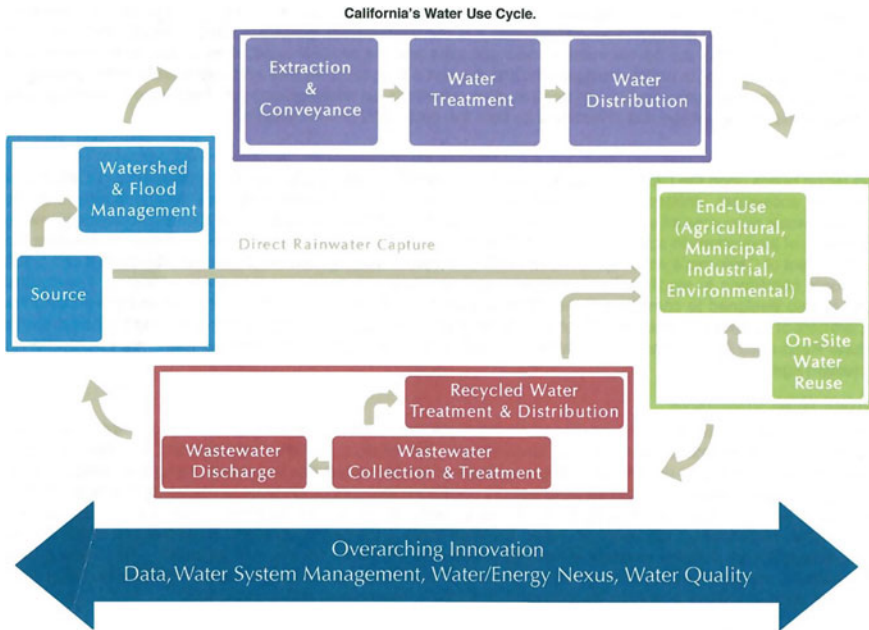 California's Water Use Cycle.
Extraction
&
Conveyance
Water
Treatment
Water
Distribution
Watershed
& Flood
Management
Source
Direct Rainwater Capture
End-Use
(Agricultural,
Municipal,
Industrial,
Environmental)
On-Site
Water
Reuse
Recycled Water
Treatment & Distribution
Wastewater
Discharge
Wastewater
Collection & Treatment
Overarching Innovation
Data, Water System Management, Water/Energy Nexus, Water Quality